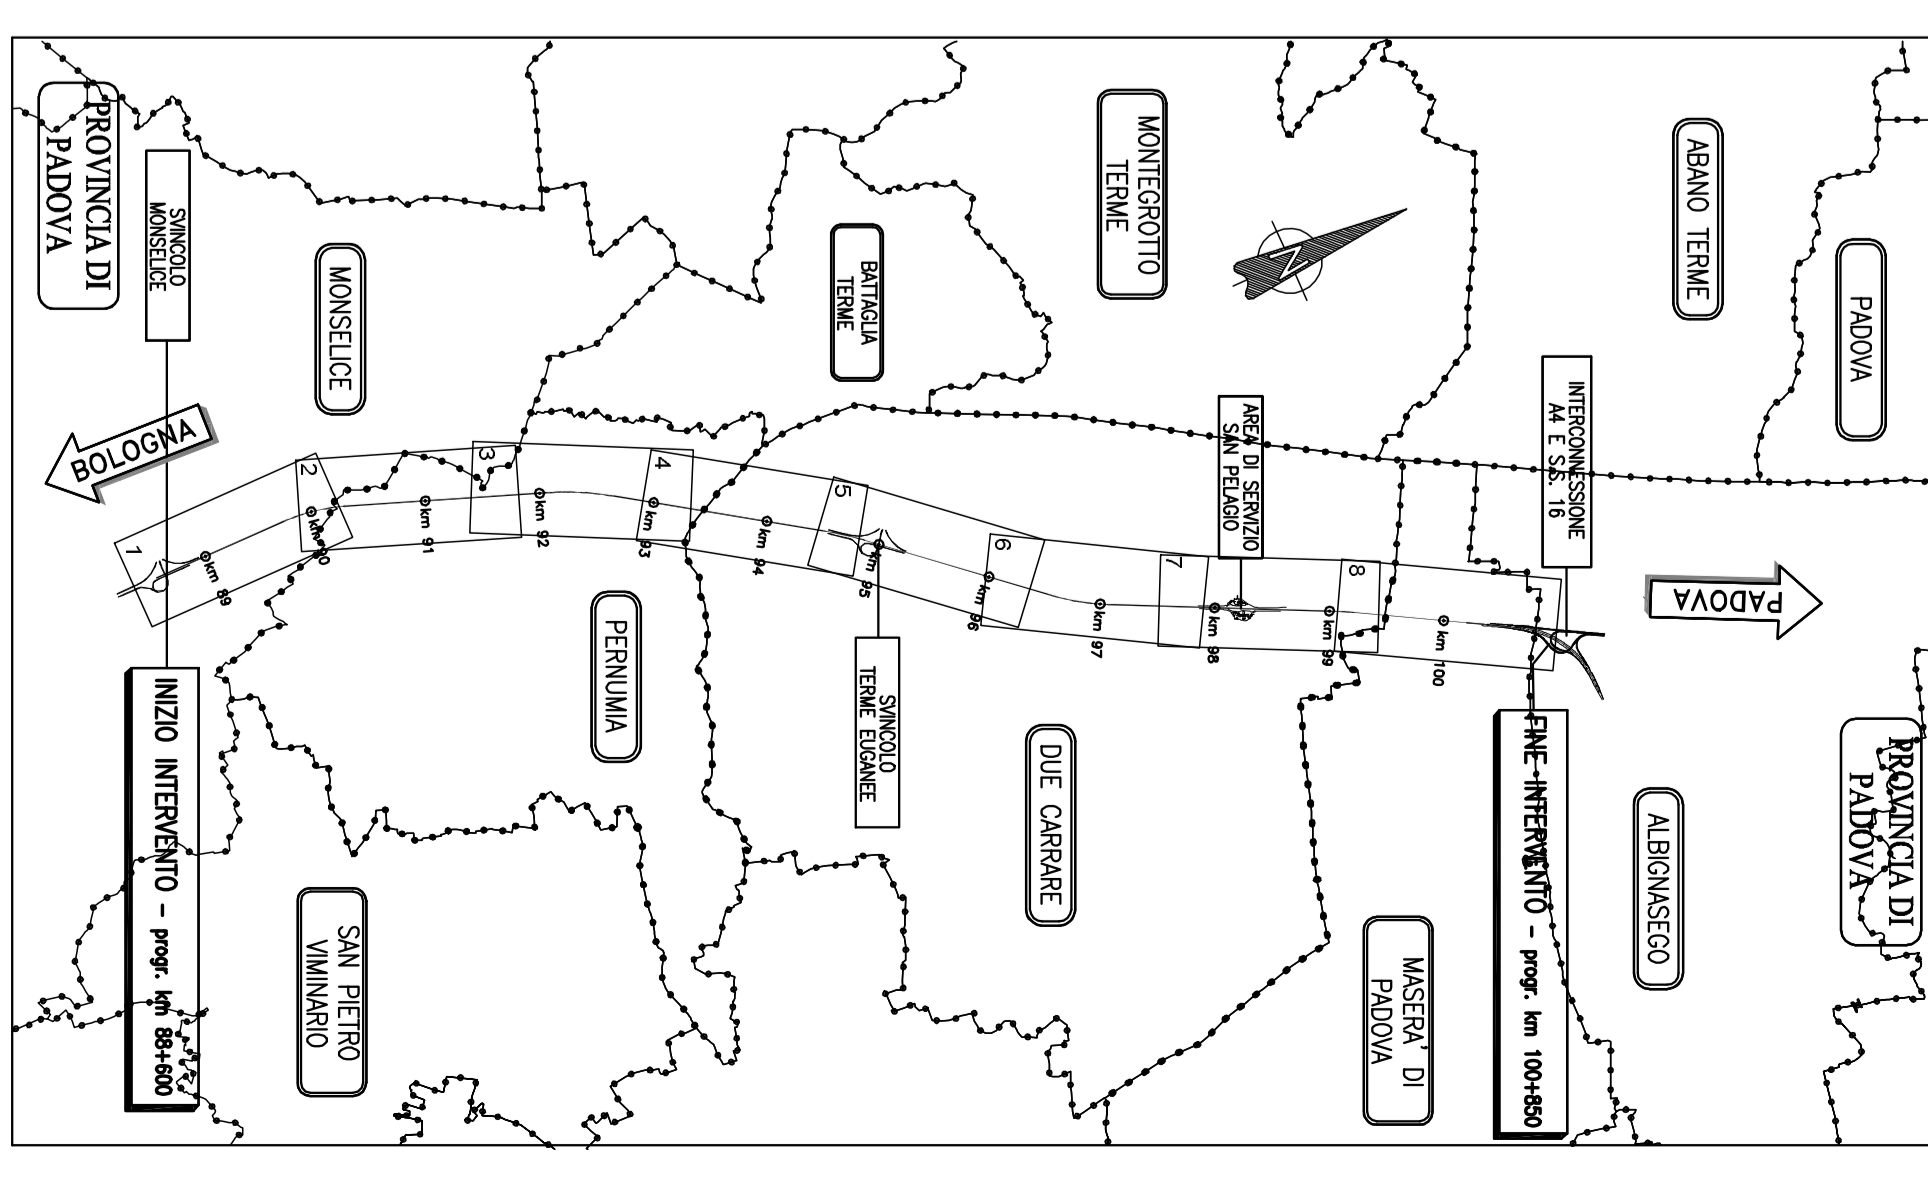 PROVINCIA DI
PADOVA
SVINCOLO
MONSELICE
MONSELICE
BATTAGLIA
TERME
MONTEGROTTO
TERME
N
ABANO TERME
PADOVA
INTERCONNESSIONE
A4 E S.S. 16
AREA DI SERVIZIO
SAN PELAGIO
BOLOGNA
PADOVA
1
2
3
4
5
6
7
8
km 89
km 90
km 91
km 92
km 93
km 94
km 95
km 96
km 97
km 98
km 99
km 100
PERNUMIA
SVINCOLO
TERME EUGANEE
DUE CARRARE
INIZIO INTERVENTO - progr. km 88+600
SAN PIETRO
VIMINARIO
MASERA' DI
PADOVA
FINE INTERVENTO - progr. km 100+850
ALBIGNASEGO
PROVINCIA DI
PADOVA